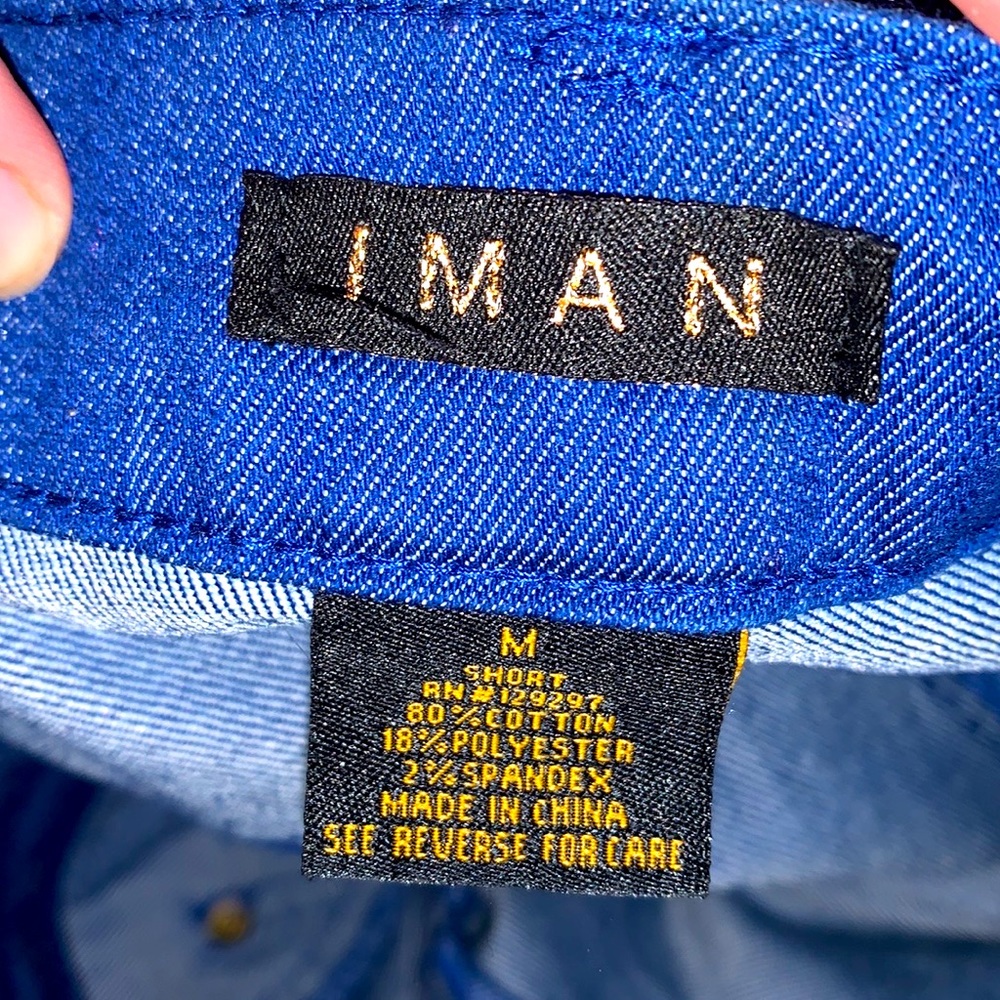 IMAN
M
SHORT
RN#129297
80%COTTON
18%POLYESTER
2%SPANDEX
MADE IN CHINA
SEE REVERSE FOR CARE